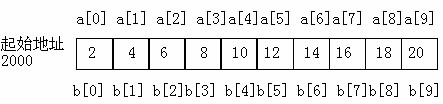 a[0] a[1] a[2] a[3] a[4] a[5] a[6] a[7] a[8] a[9]
起始地址
2000
2 4 6 8 10 12 14 16 18 20
b[0] b[1] b[2] b[3] b[4] b[5] b[6] b[7] b[8] b[9]